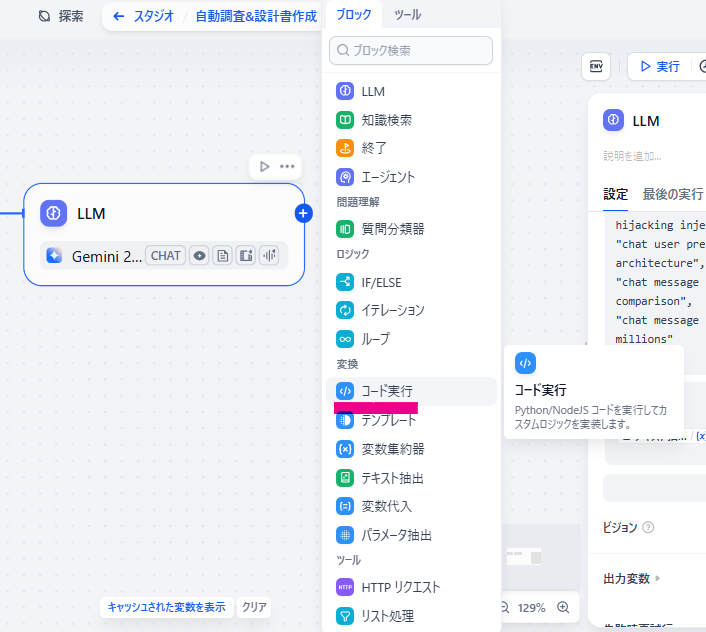 探索
スタジオ
/
自動調査&設計書作成
ブロック
ツール
ブロック検索
LLM
知識検索
終了
エージェント
問題理解
質問分類器
ロジック
IF/ELSE
イテレーション
ループ
変換
コード実行
テンプレート
変数集約器
テキスト抽出
変数代入
パラメータ抽出
ツール
HTTP リクエスト
リスト処理
LLM
Gemini 2...
CHAT
キャッシュされた変数を表示
クリア
ENV
実行
LLM
説明を追加...
設定
最後の実行
hijacking inje
"chat user pre
architecture",
"chat message
comparison",
"chat message
millions"
コード実行
Python/NodeJS コードを実行してカ
スタムロジックを実装します。
{x}
ビジョン
出力変数
129%